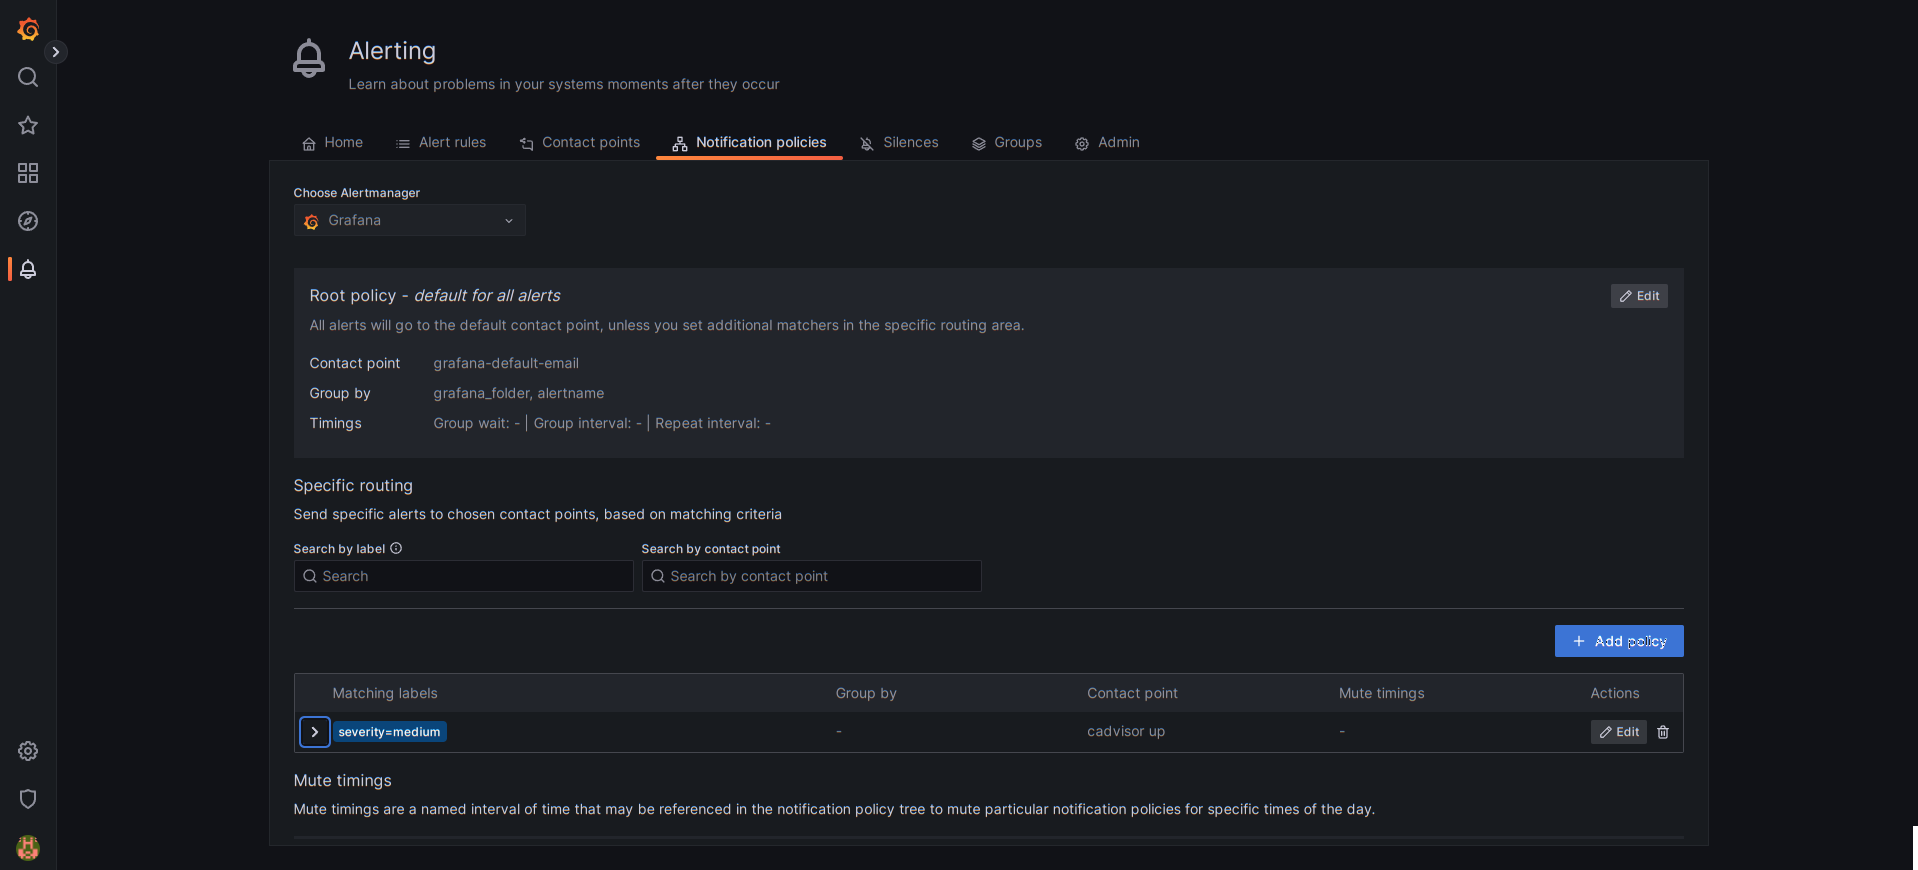 Alerting
Learn about problems in your systems moments after they occur
Home Alert rules Contact points Notification policies Silences Groups Admin
Choose Alertmanager
Grafana
Root policy - default for all alerts
Edit
All alerts will go to the default contact point, unless you set additional matchers in the specific routing area.
Contact point grafana-default-email
Group by grafana_folder, alertname
Timings Group wait: - | Group interval: - | Repeat interval: -
Specific routing
Send specific alerts to chosen contact points, based on matching criteria
Search by label Search by contact point
Search Search by contact point
+ Add policy
Matching labels Group by Contact point Mute timings Actions
severity=medium - cadvisor up - Edit
Mute timings
Mute timings are a named interval of time that may be referenced in the notification policy tree to mute particular notification policies for specific times of the day.